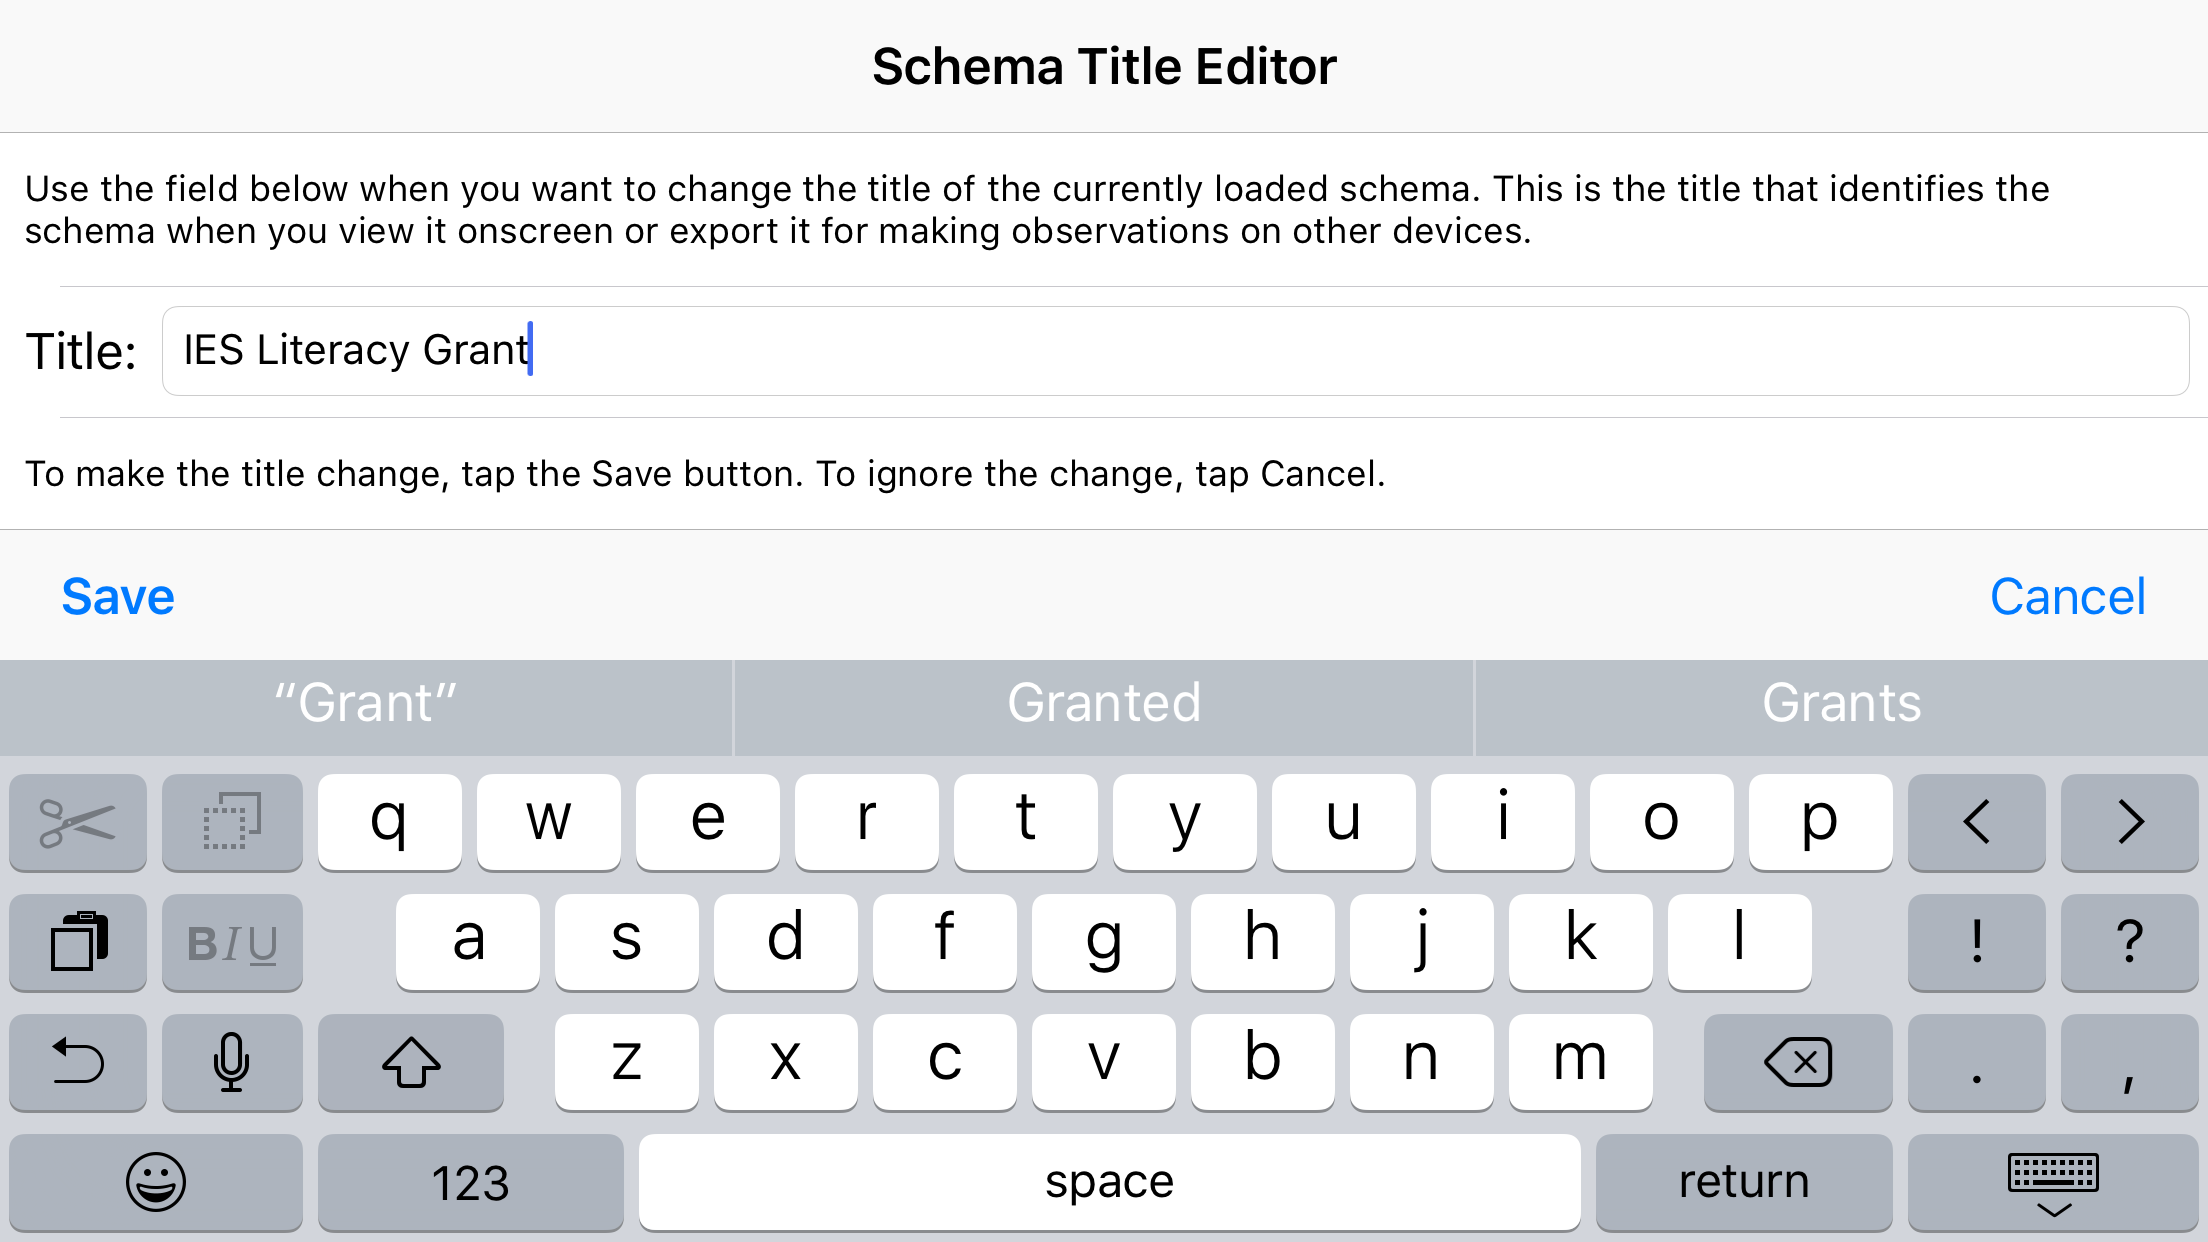 Schema Title Editor
Use the field below when you want to change the title of the currently loaded schema. This is the title that identifies the
schema when you view it onscreen or export it for making observations on other devices.
Title: IES Literacy Grant
To make the title change, tap the Save button. To ignore the change, tap Cancel.
Save Cancel
“Grant” Granted Grants
q w e r t y u i o p < >
B I U a s d f g h j k l ! ?
z x c v b n m . ,
123 space return